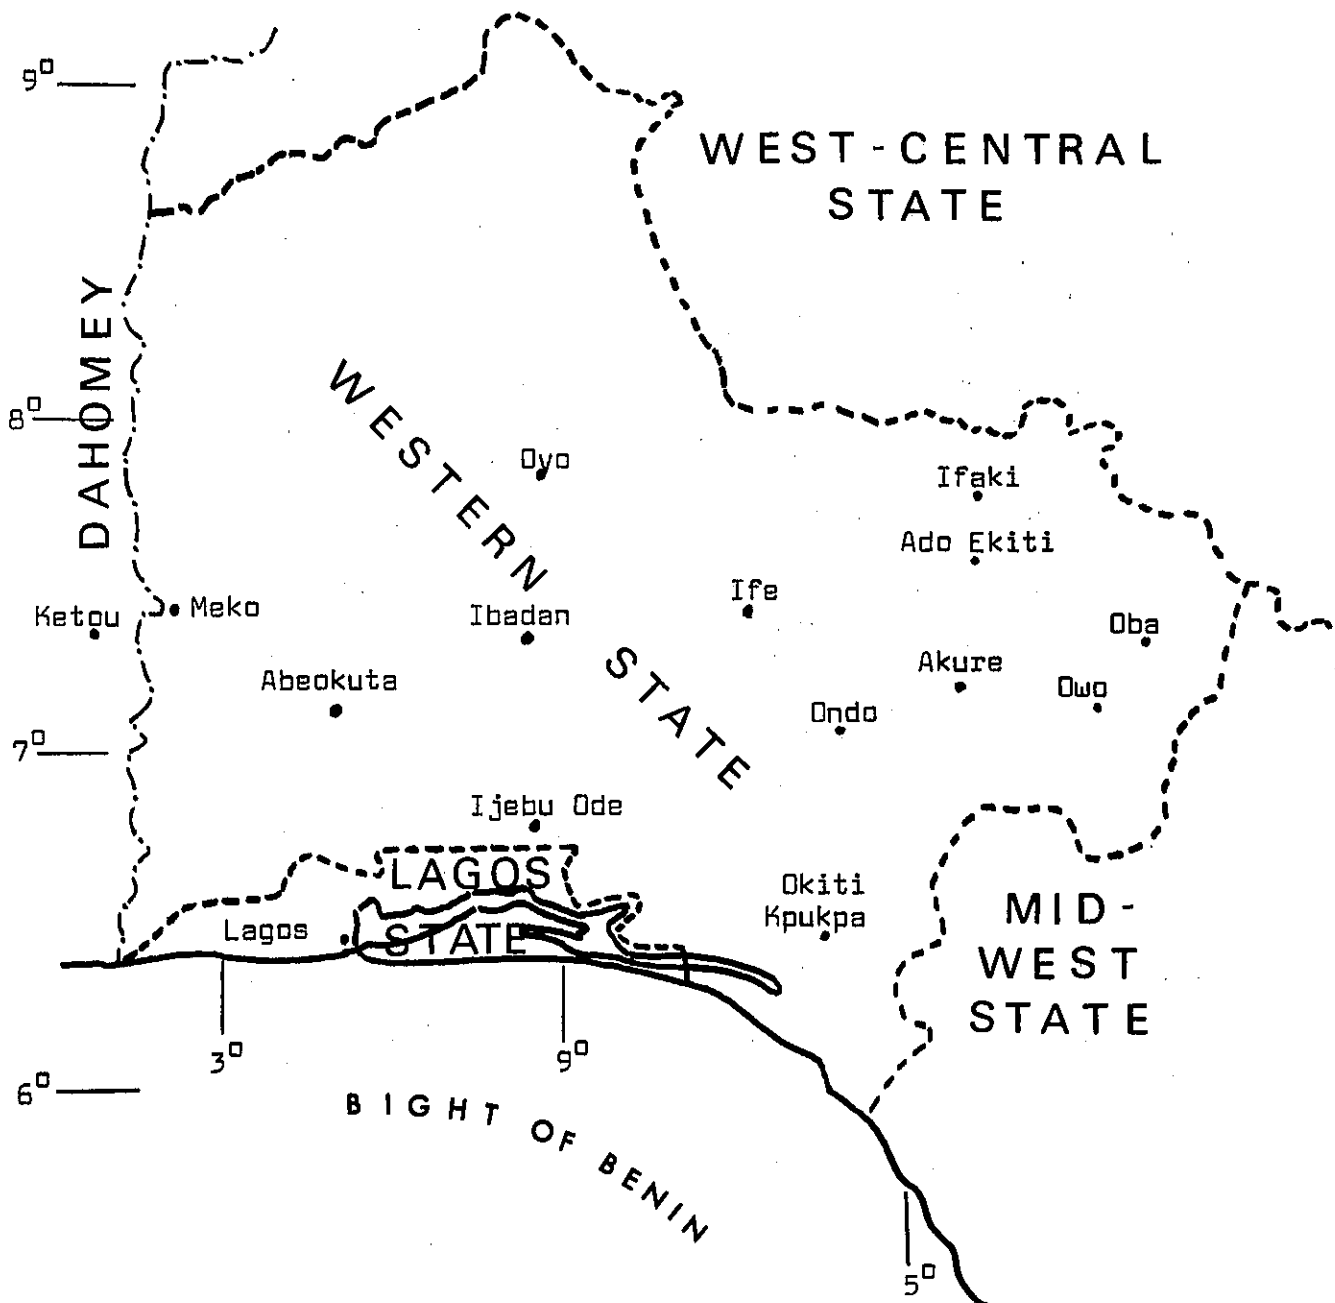 9°
WEST-CENTRAL
STATE
DAHOMEY
8°
WESTERN STATE
Oyo
Ifaki
Ado Ekiti
Ife
Meko
Ketou
Ibadan
Oba
Akure
Abeokuta
Owo
Ondo
7°
Ijebu Ode
LAGOS
STATE
Okiti
Kpukpa
Lagos
MID-
WEST
STATE
3°
9°
6°
BIGHT OF BENIN
5°